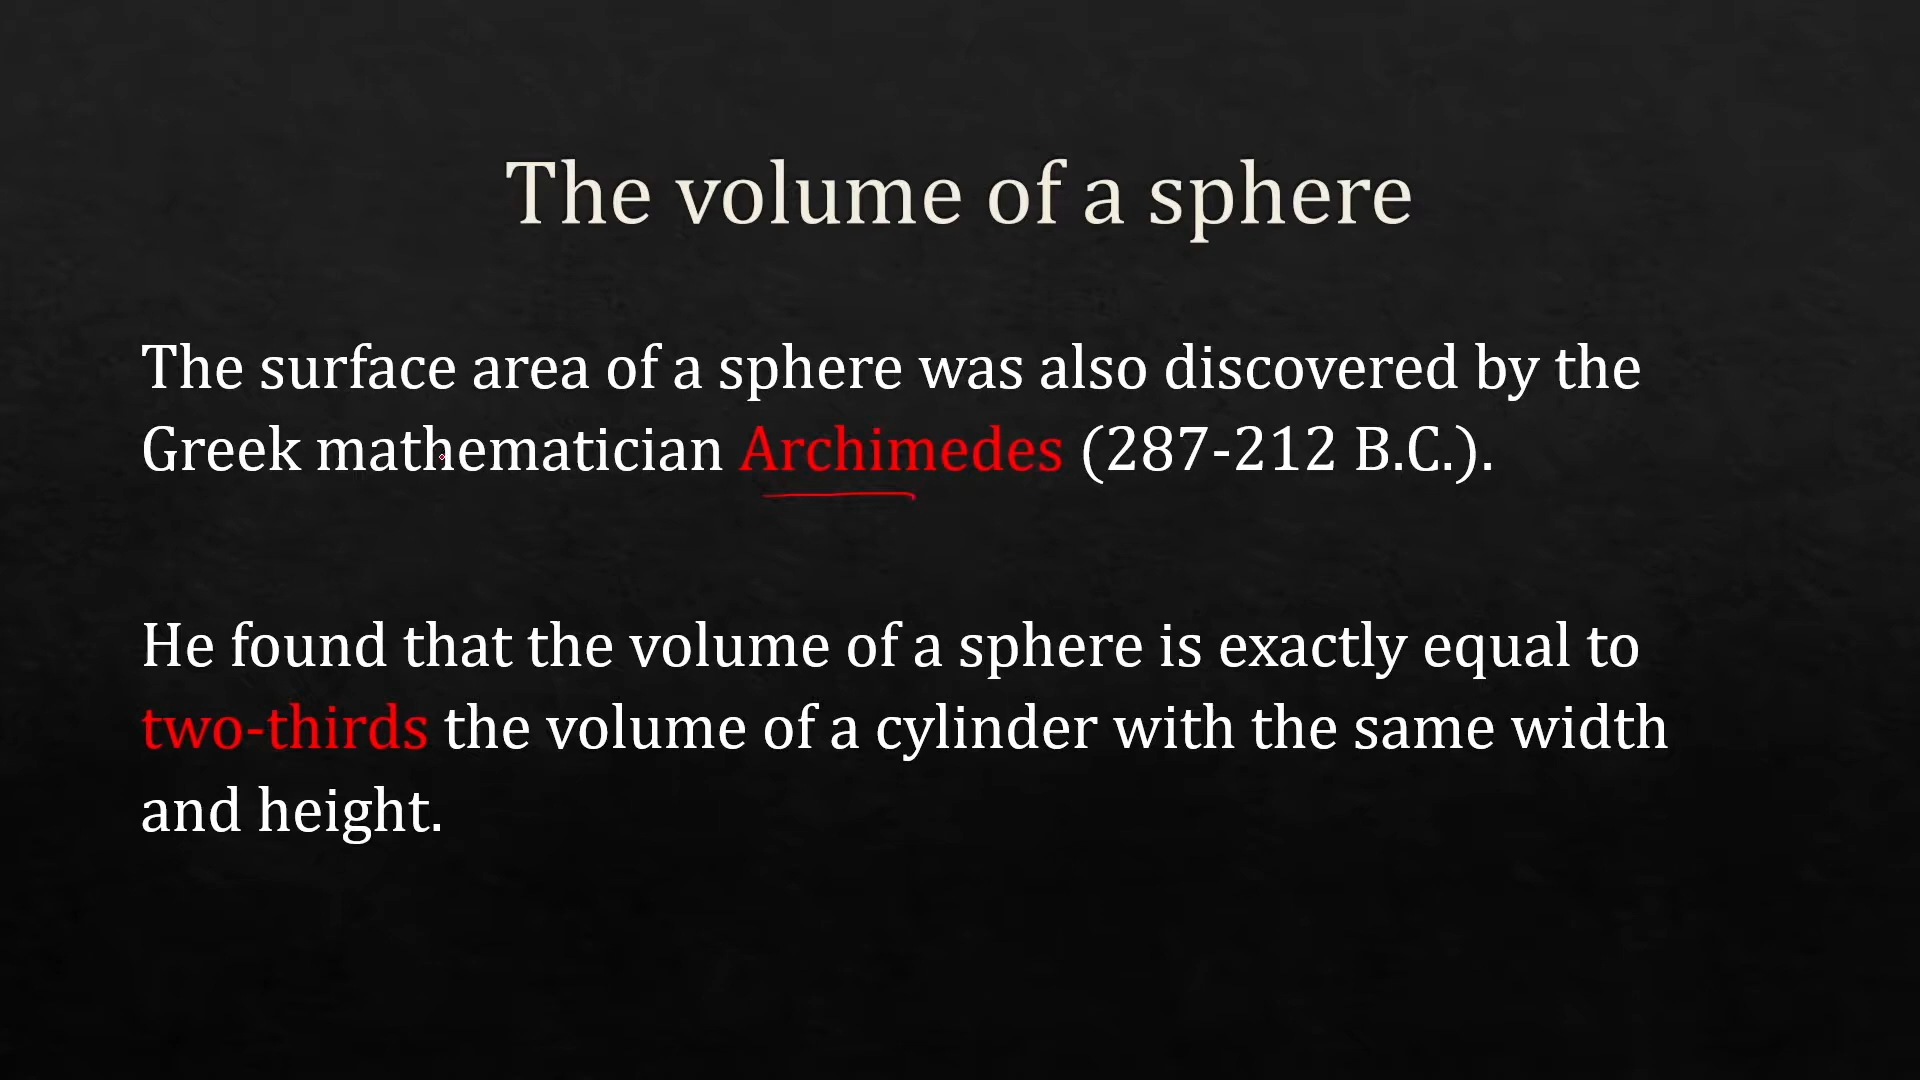 The volume of a sphere
The surface area of a sphere was also discovered by the
Greek mathematician Archimedes (287-212 B.C.).
He found that the volume of a sphere is exactly equal to
two-thirds the volume of a cylinder with the same width
and height.